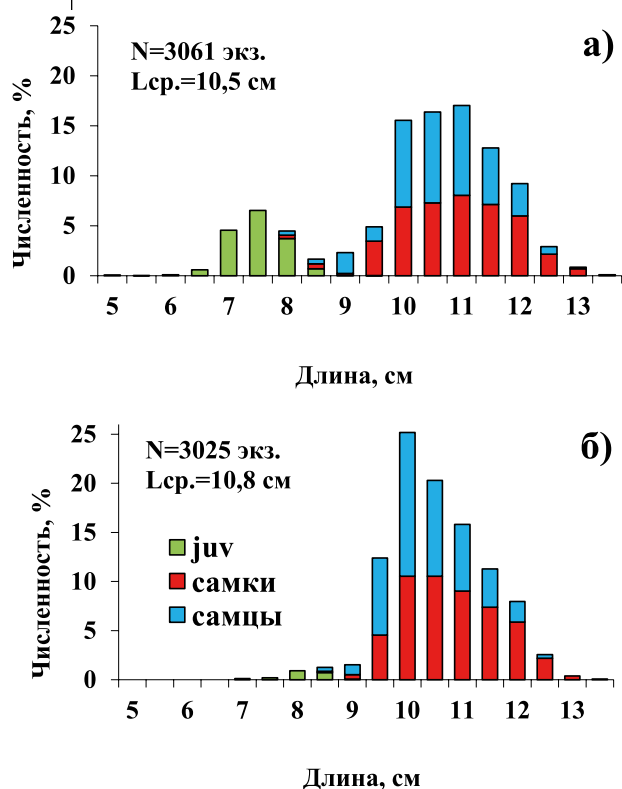 25
20
15
10
5
0
Численность, %
N=3061 экз.
Lср.=10,5 см
а)
5 6 7 8 9 10 11 12 13
Длина, см
25
20
15
10
5
0
Численность, %
N=3025 экз.
Lср.=10,8 см
б)
juv
самки
самцы
5 6 7 8 9 10 11 12 13
Длина, см